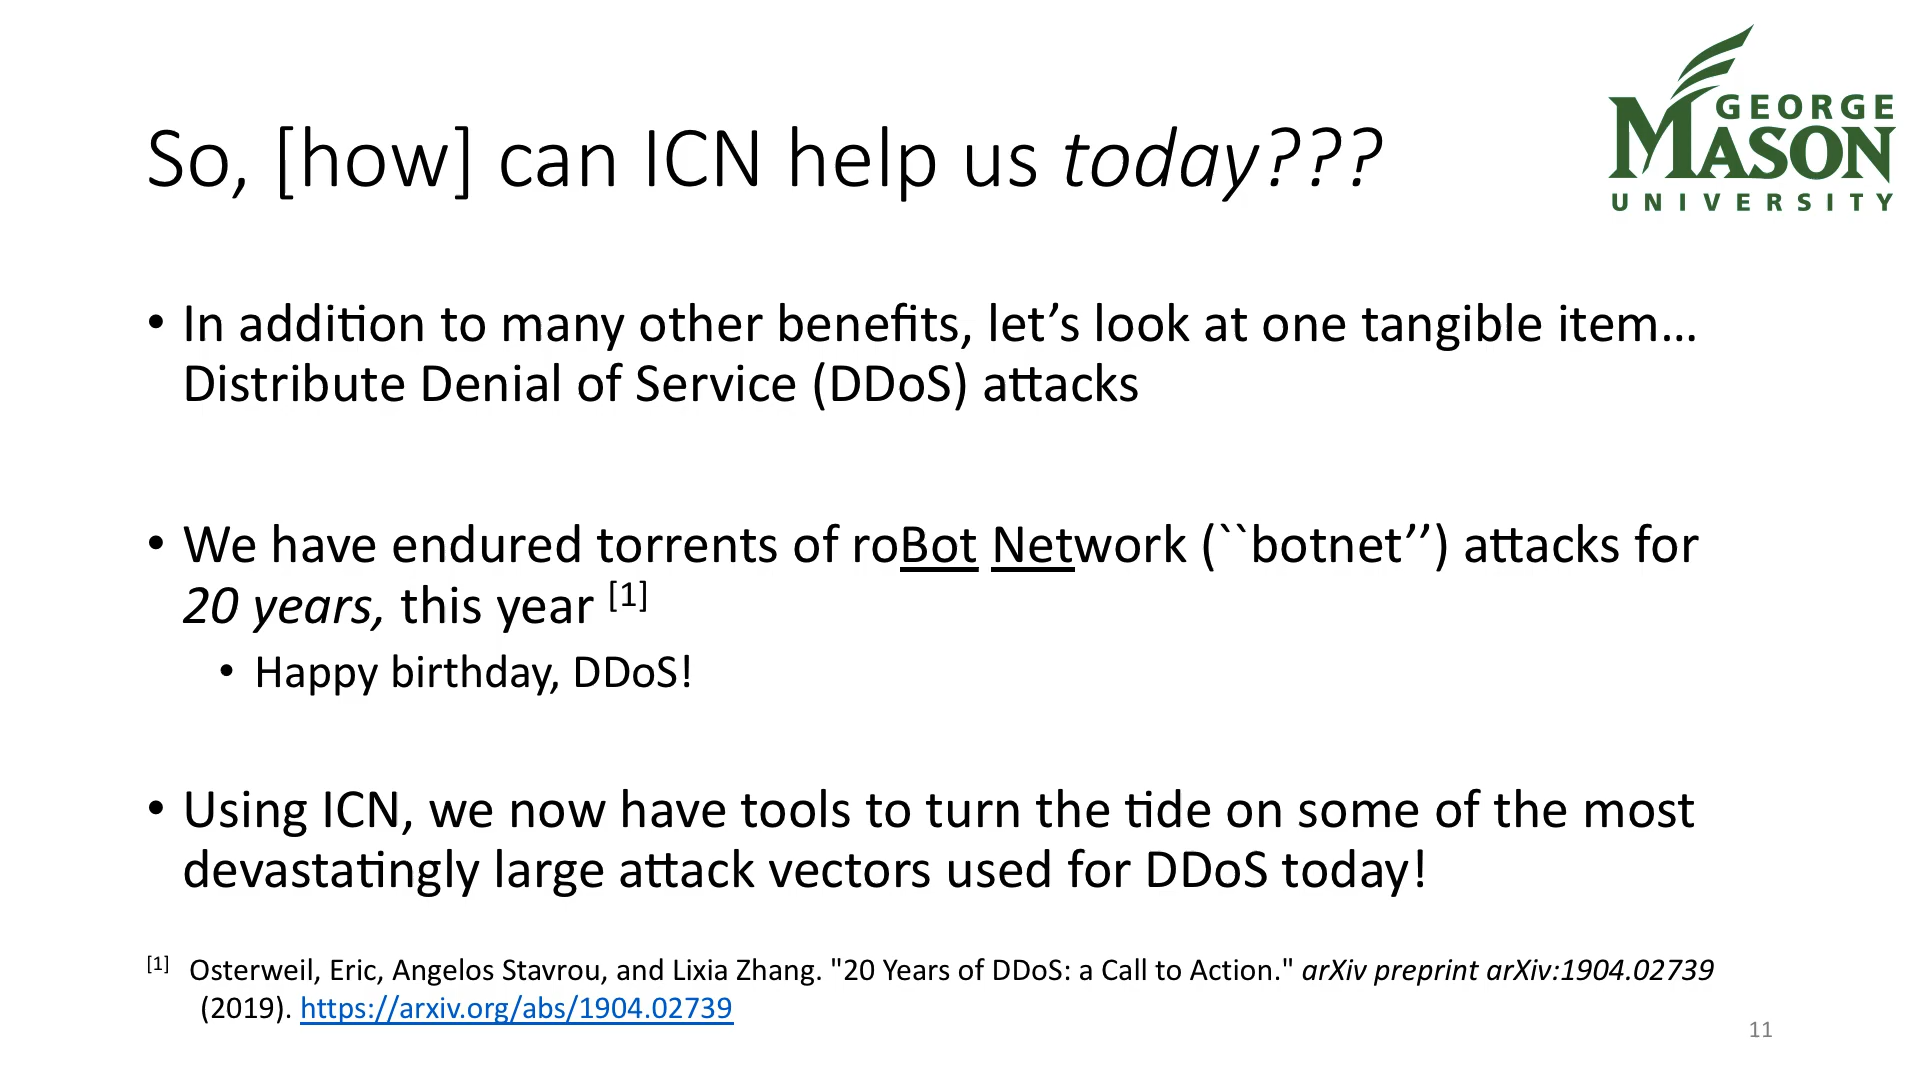 GEORGE
MASON
UNIVERSITY
So, [how] can ICN help us today???
• In addition to many other benefits, let’s look at one tangible item…
Distribute Denial of Service (DDoS) attacks
• We have endured torrents of roBot Network (``botnet’’) attacks for
20 years, this year [1]
• Happy birthday, DDoS!
• Using ICN, we now have tools to turn the tide on some of the most
devastatingly large attack vectors used for DDoS today!
[1] Osterweil, Eric, Angelos Stavrou, and Lixia Zhang. "20 Years of DDoS: a Call to Action." arXiv preprint arXiv:1904.02739
(2019). https://arxiv.org/abs/1904.02739
11